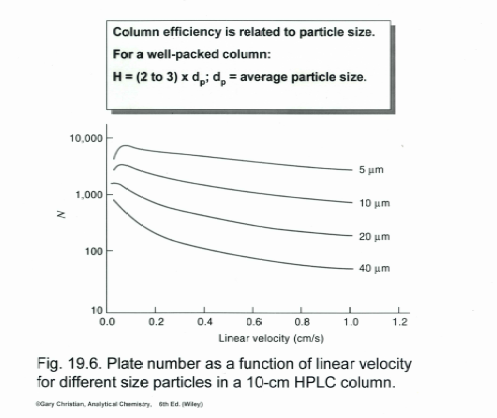 Column efficiency is related to particle size.
For a well-packed column:
H = (2 to 3) x dp; dp = average particle size.
10,000
1,000
100
10
N
5 μm
10 μm
20 μm
40 μm
0.0 0.2 0.4 0.6 0.8 1.0 1.2
Linear velocity (cm/s)
Fig. 19.6. Plate number as a function of linear velocity
for different size particles in a 10-cm HPLC column.
©Gary Christian, Analytical Chemistry, 6th Ed. (Wiley)